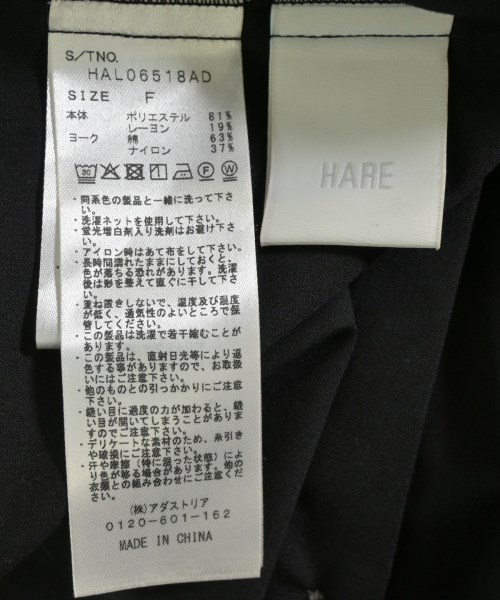 S/TNO.
HAL06518AD
SIZE F
本体 ポリエステル 81%
レーヨン 19%
ヨーク 綿 63%
ナイロン 37%
・同系色の製品と一緒に洗って下さ
い。
・洗濯ネットを使用して下さい。
・蛍光増白剤入り洗剤はお避け下さ
い。
・アイロン時はあて布をして下さい。
・長時間濡れたままにしておくと、
色が落ちる恐れがあります。洗濯
後は形を整えて直ぐに干して下さ
い。
・重ね置きしないで、湿度及び温度
が低く、通気性のよいところで保
管してください。
・この製品は洗濯で若干縮むことが
あります。
・この製品は、直射日光等により変
色する事がありますので、お取扱
いにはご注意下さい。
・他のものとの引っかかりにご注意
下さい。
・縫い目に過度の力が加わると、縫
い目が開いてしまうことがありま
すのでご注意下さい。
・デリケートな素材のため、糸引き
や破損にご注意下さい。
・汗や摩擦（特に湿った状態）によ
り色が移る場合があります。他の
衣類との組み合わせにご注意くだ
さい。
(株)アダストリア
0120-601-162
MADE IN CHINA
HARE